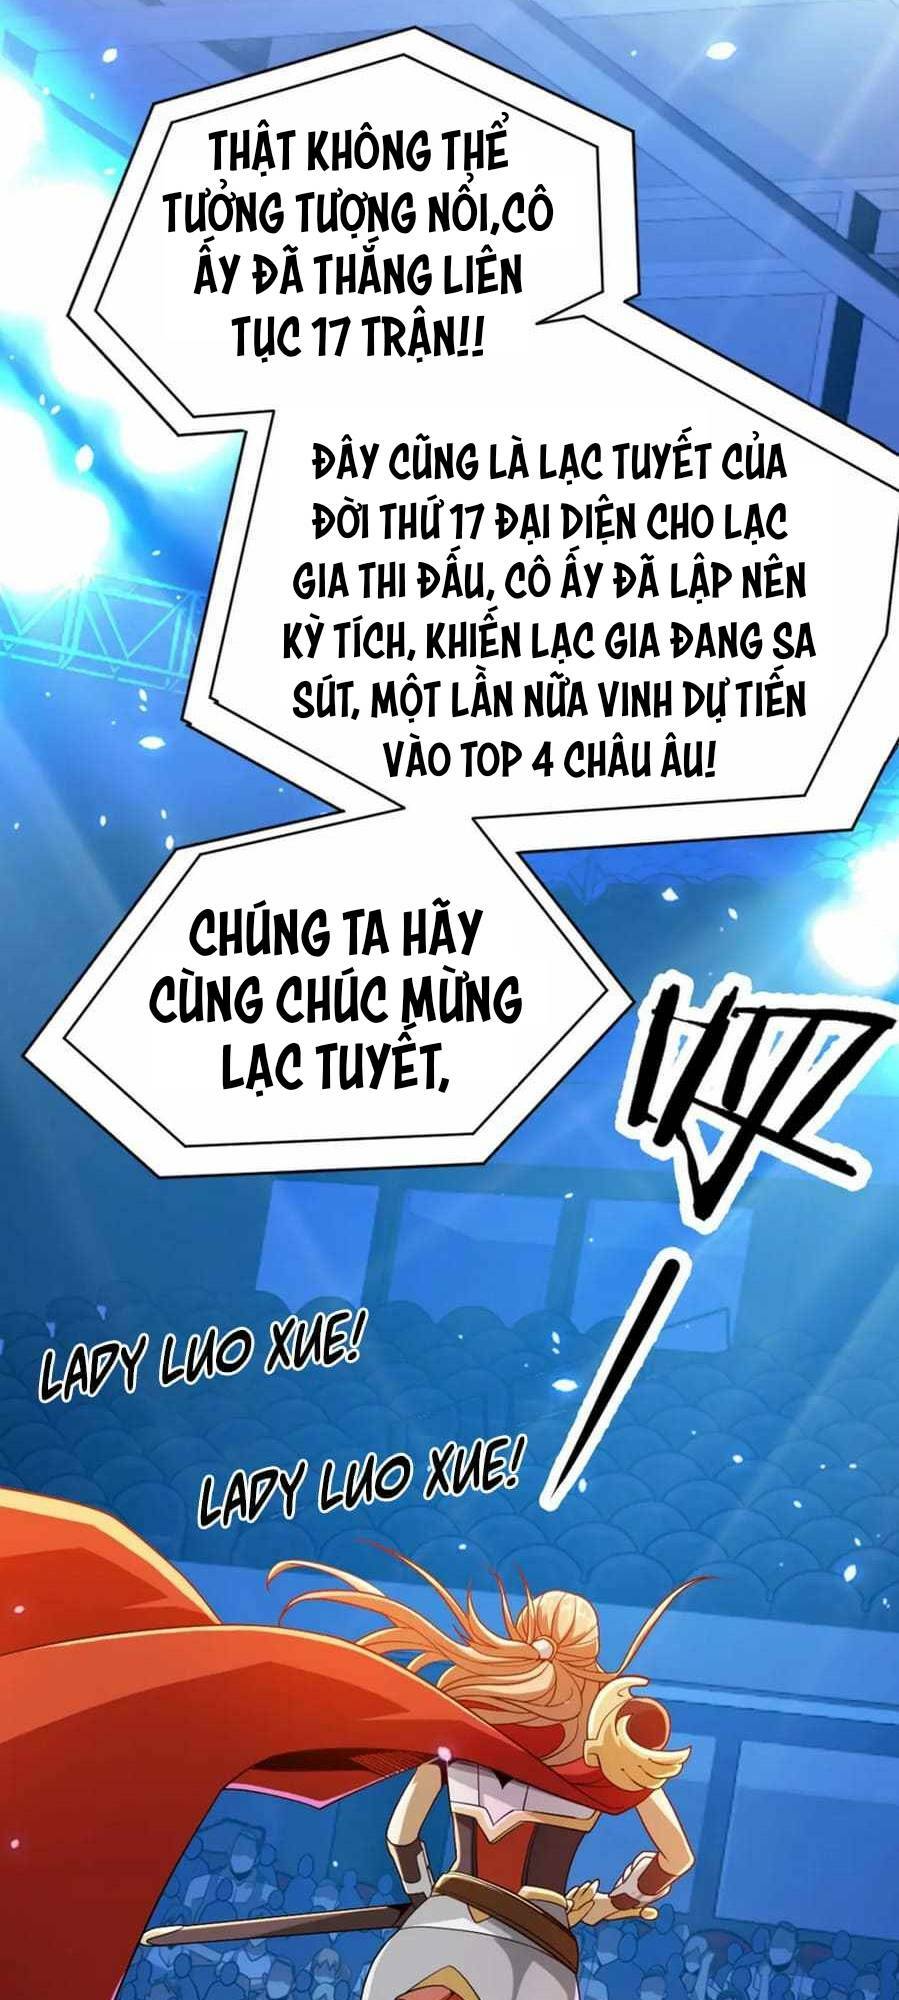 THẬT KHÔNG THỂ
TƯỞNG TƯỢNG NỔI,CÔ
ẤY ĐÃ THẮNG LIÊN
TỤC 17 TRẬN!!
ĐÂY CŨNG LÀ LẠC TUYẾT CỦA
ĐỜI THỨ 17 ĐẠI DIỆN CHO LẠC
GIA THI ĐẤU, CÔ ẤY ĐÃ LẬP NÊN
KỲ TÍCH, KHIẾN LẠC GIA ĐANG SA
SÚT, MỘT LẦN NỮA VINH DỰ TIẾN
VÀO TOP 4 CHÂU ÂU!
CHÚNG TA HÃY
CÙNG CHÚC MỪNG
LẠC TUYẾT,
LADY LUO XUE!
LADY LUO XUE!